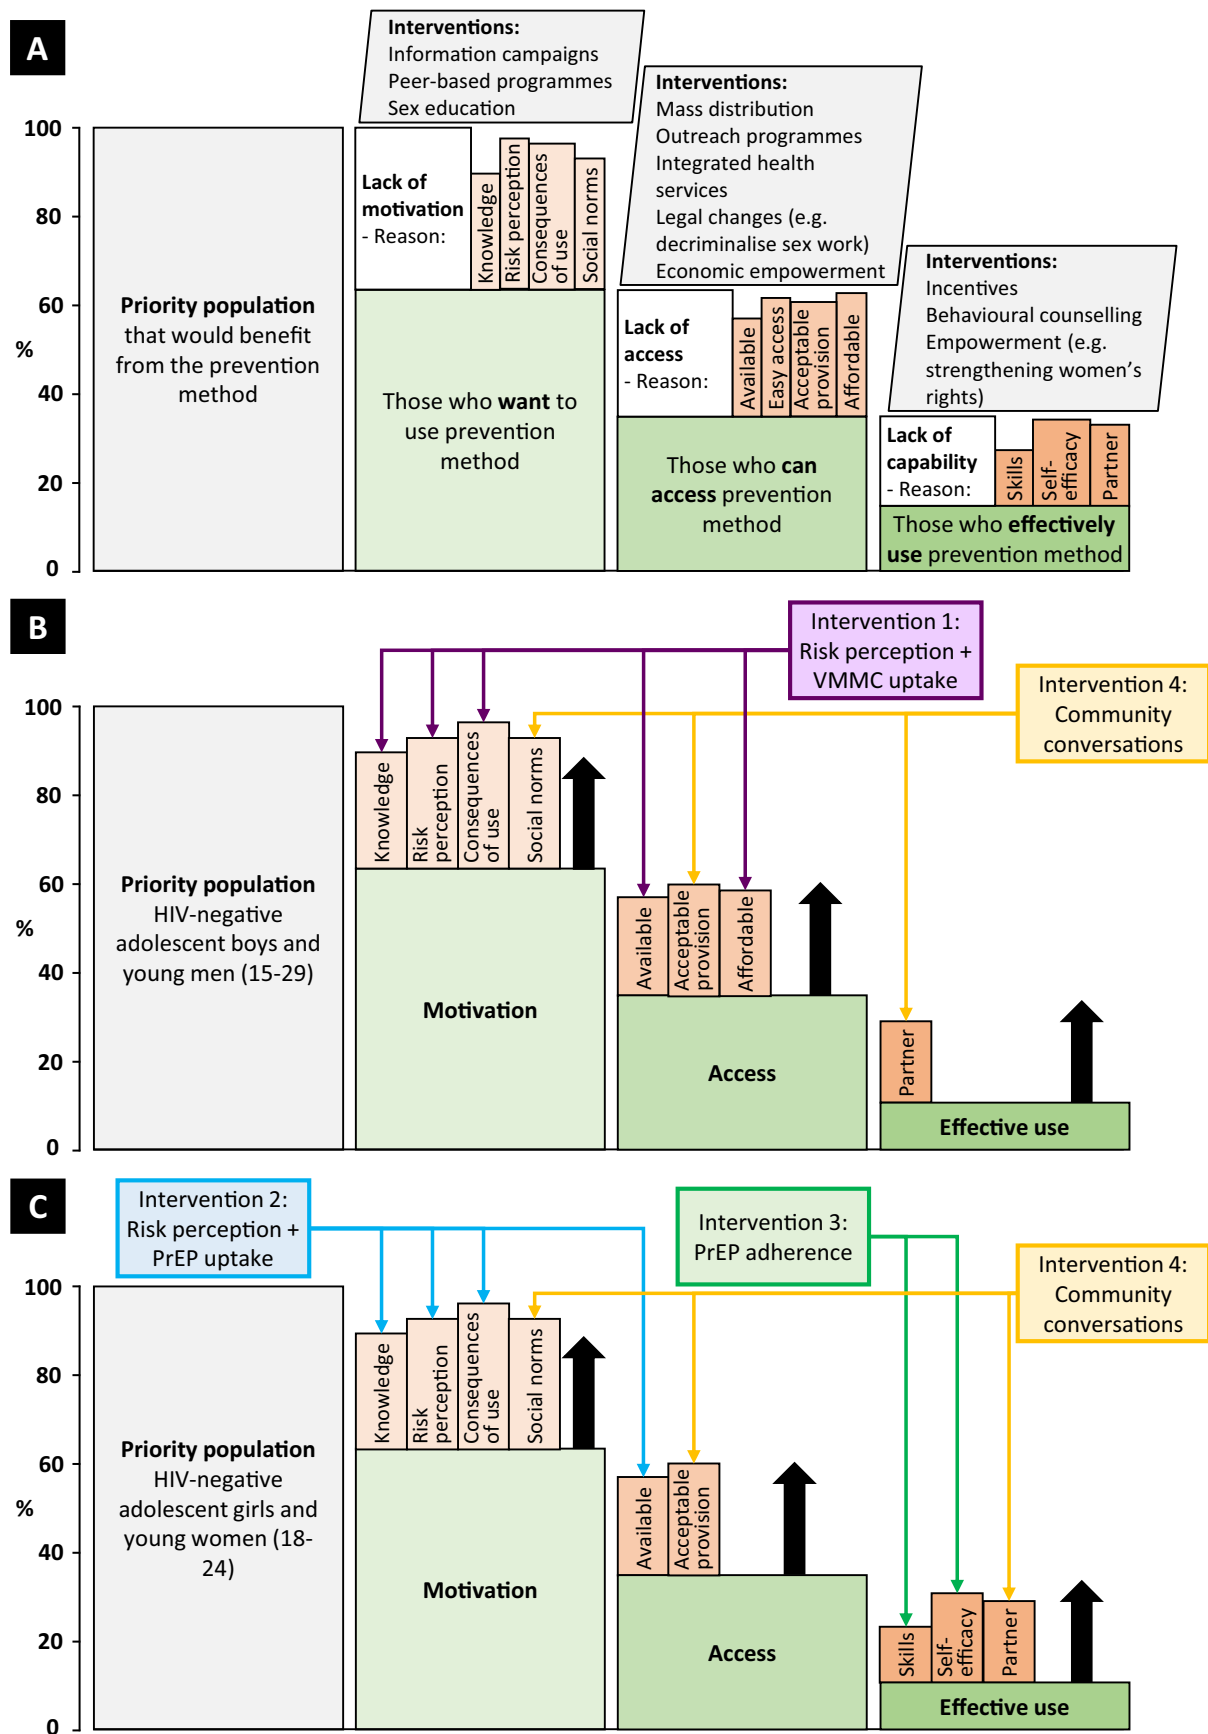 A
Interventions:
Information campaigns
Peer-based programmes
Sex education
Interventions:
Mass distribution
Outreach programmes
Integrated health
services
Legal changes (e.g.
decriminalise sex work)
Economic empowerment
Interventions:
Incentives
Behavioural counselling
Empowerment (e.g.
strengthening women's
rights)
100
80
60
%
40
20
0
Priority population
that would benefit
from the prevention
method
Lack of
motivation
- Reason:
Knowledge
Risk perception
Consequences
of use
Social norms
Those who want to
use prevention
method
Lack of
access
- Reason:
Available
Easy access
Acceptable
provision
Affordable
Those who can
access prevention
method
Lack of
capability
- Reason:
Skills
Self-
efficacy
Partner
Those who effectively
use prevention method
B
Intervention 1:
Risk perception +
VMMC uptake
Intervention 4:
Community
conversations
100
80
60
%
40
20
0
Priority population
HIV-negative
adolescent boys and
young men (15-29)
Knowledge
Risk
perception
Consequences
of use
Social norms
Motivation
Available
Acceptable
provision
Affordable
Access
Partner
Effective use
C
Intervention 2:
Risk perception +
PrEP uptake
Intervention 3:
PrEP adherence
Intervention 4:
Community
conversations
100
80
60
%
40
20
0
Priority population
HIV-negative
adolescent girls and
young women (18-
24)
Knowledge
Risk
perception
Consequences
of use
Social norms
Motivation
Available
Acceptable
provision
Access
Skills
Self-
efficacy
Partner
Effective use